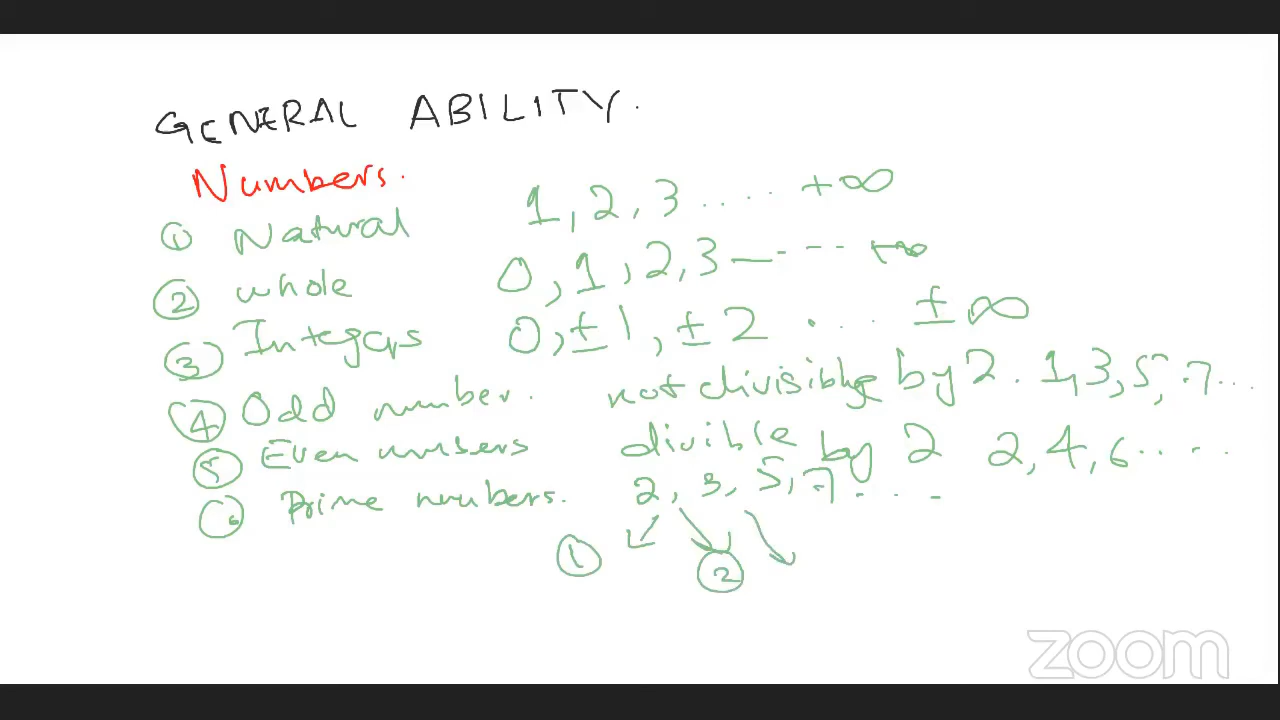 GENERAL ABILITY.
Numbers.
① Natural 1, 2, 3 ..... +∞
② whole 0, 1, 2, 3 ------ +∞
③ Integers 0, ±1, ±2 .... ±∞
④ Odd number. not divisible by 2. 1, 3, 5, 7...
⑤ Even numbers divible by 2 2, 4, 6.....
⑥ Prime numbers. 2, 3, 5, 7 ...
① ②
zoom